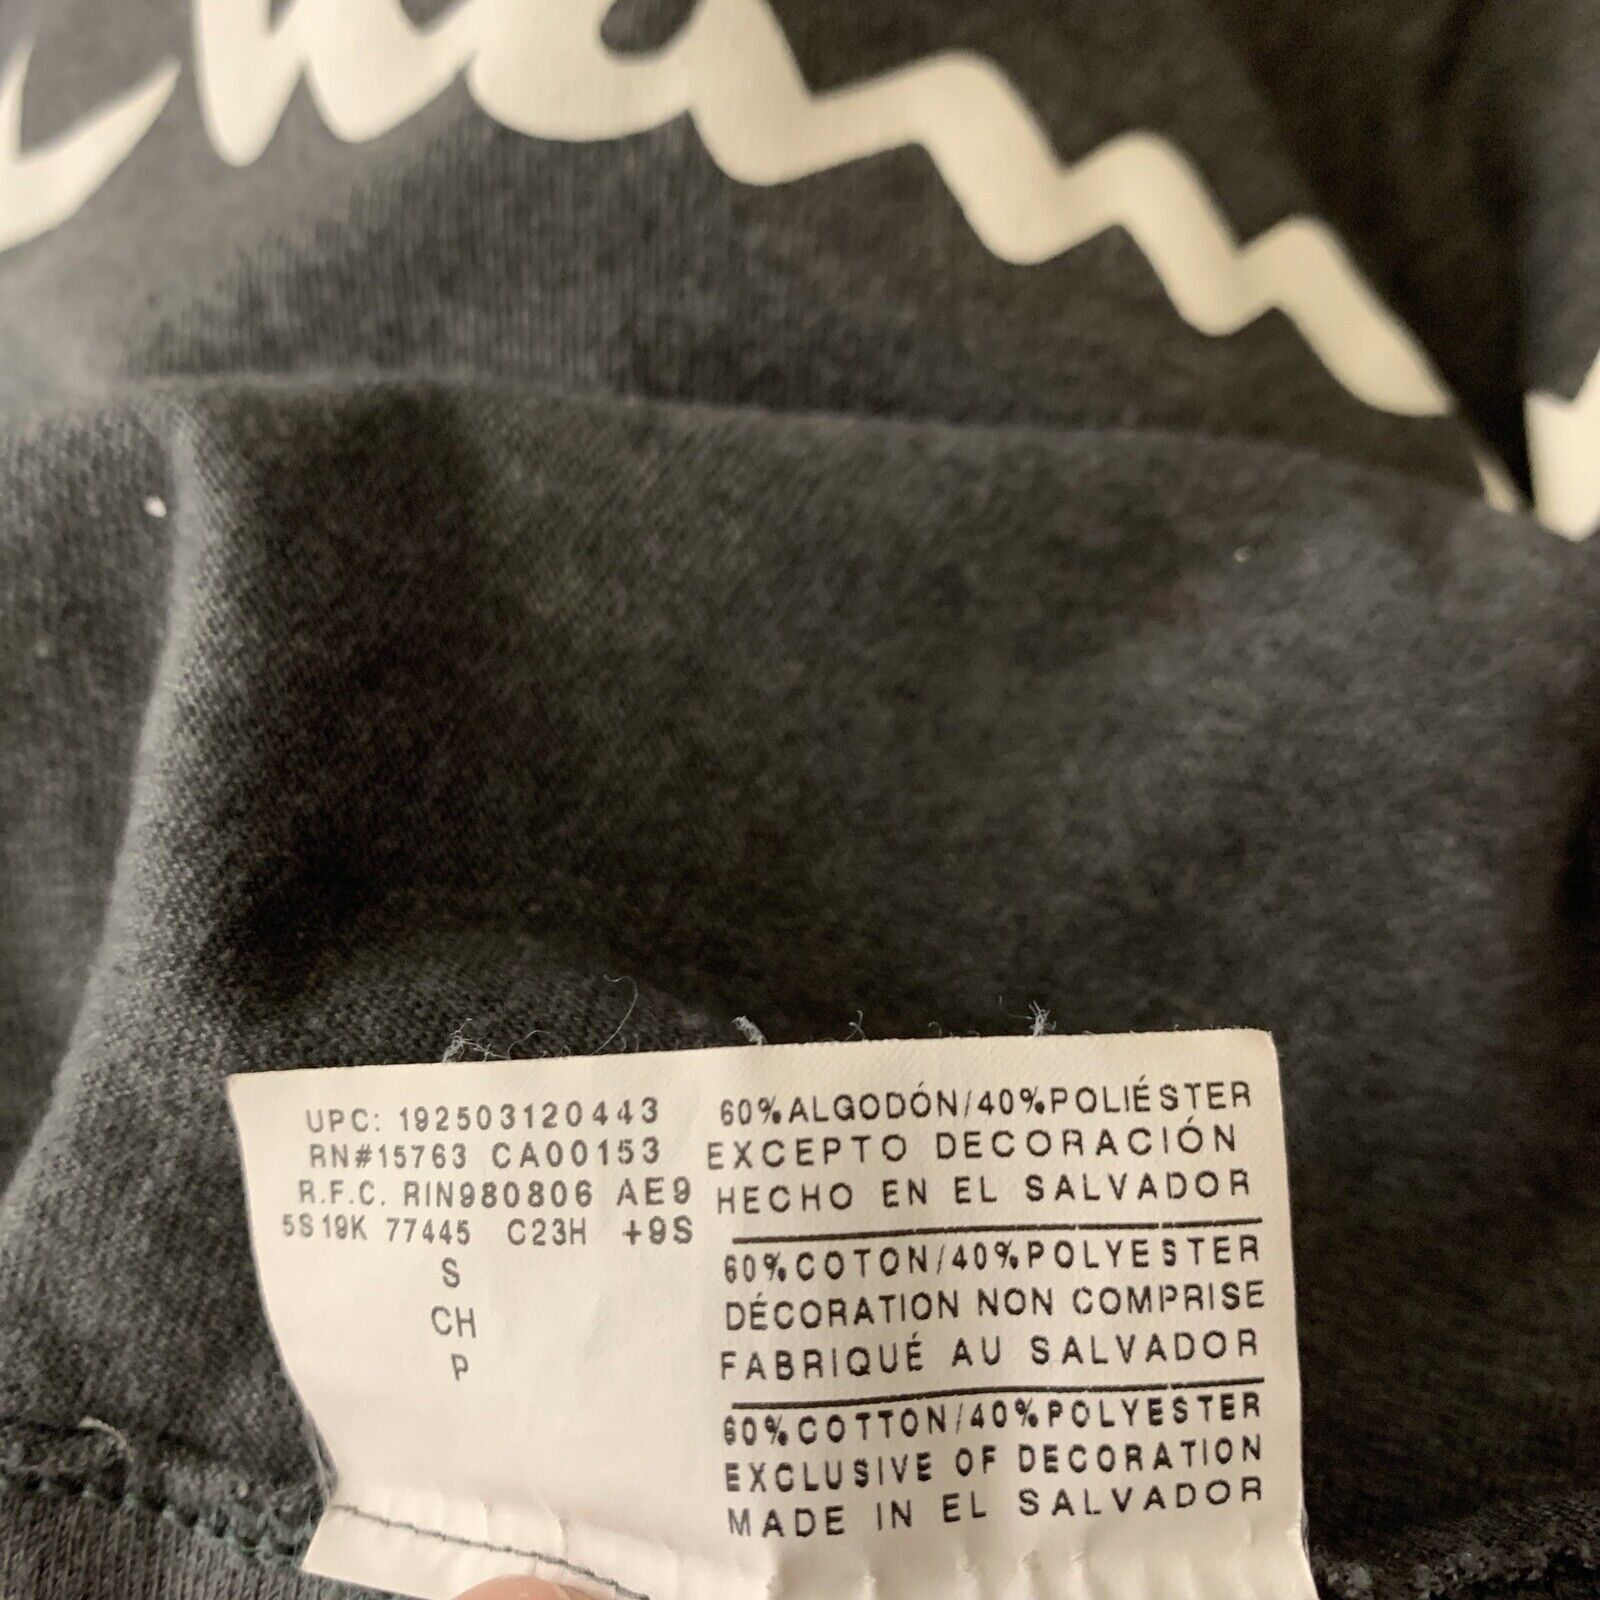 Cham
UPC: 192503120443
RN#15763 CA00153
R.F.C. RIN980806 AE9
5S19K 77445 C23H +9S
S
CH
P
60%ALGODÓN/40%POLIÉSTER
EXCEPTO DECORACIÓN
HECHO EN EL SALVADOR
60%COTON/40%POLYESTER
DÉCORATION NON COMPRISE
FABRIQUÉ AU SALVADOR
60%COTTON/40%POLYESTER
EXCLUSIVE OF DECORATION
MADE IN EL SALVADOR